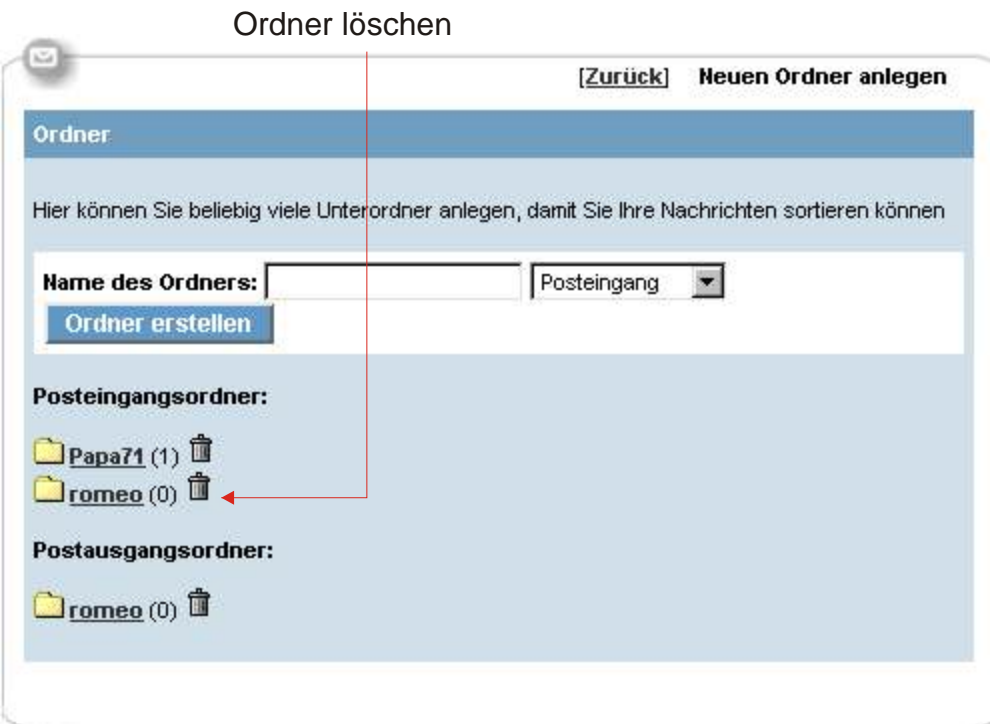 Ordner löschen
[Zurück] Neuen Ordner anlegen
Ordner
Hier können Sie beliebig viele Unterordner anlegen, damit Sie Ihre Nachrichten sortieren können
Name des Ordners: Posteingang
Ordner erstellen
Posteingangsordner:
Papa71 (1)
romeo (0)
Postausgangsordner:
romeo (0)